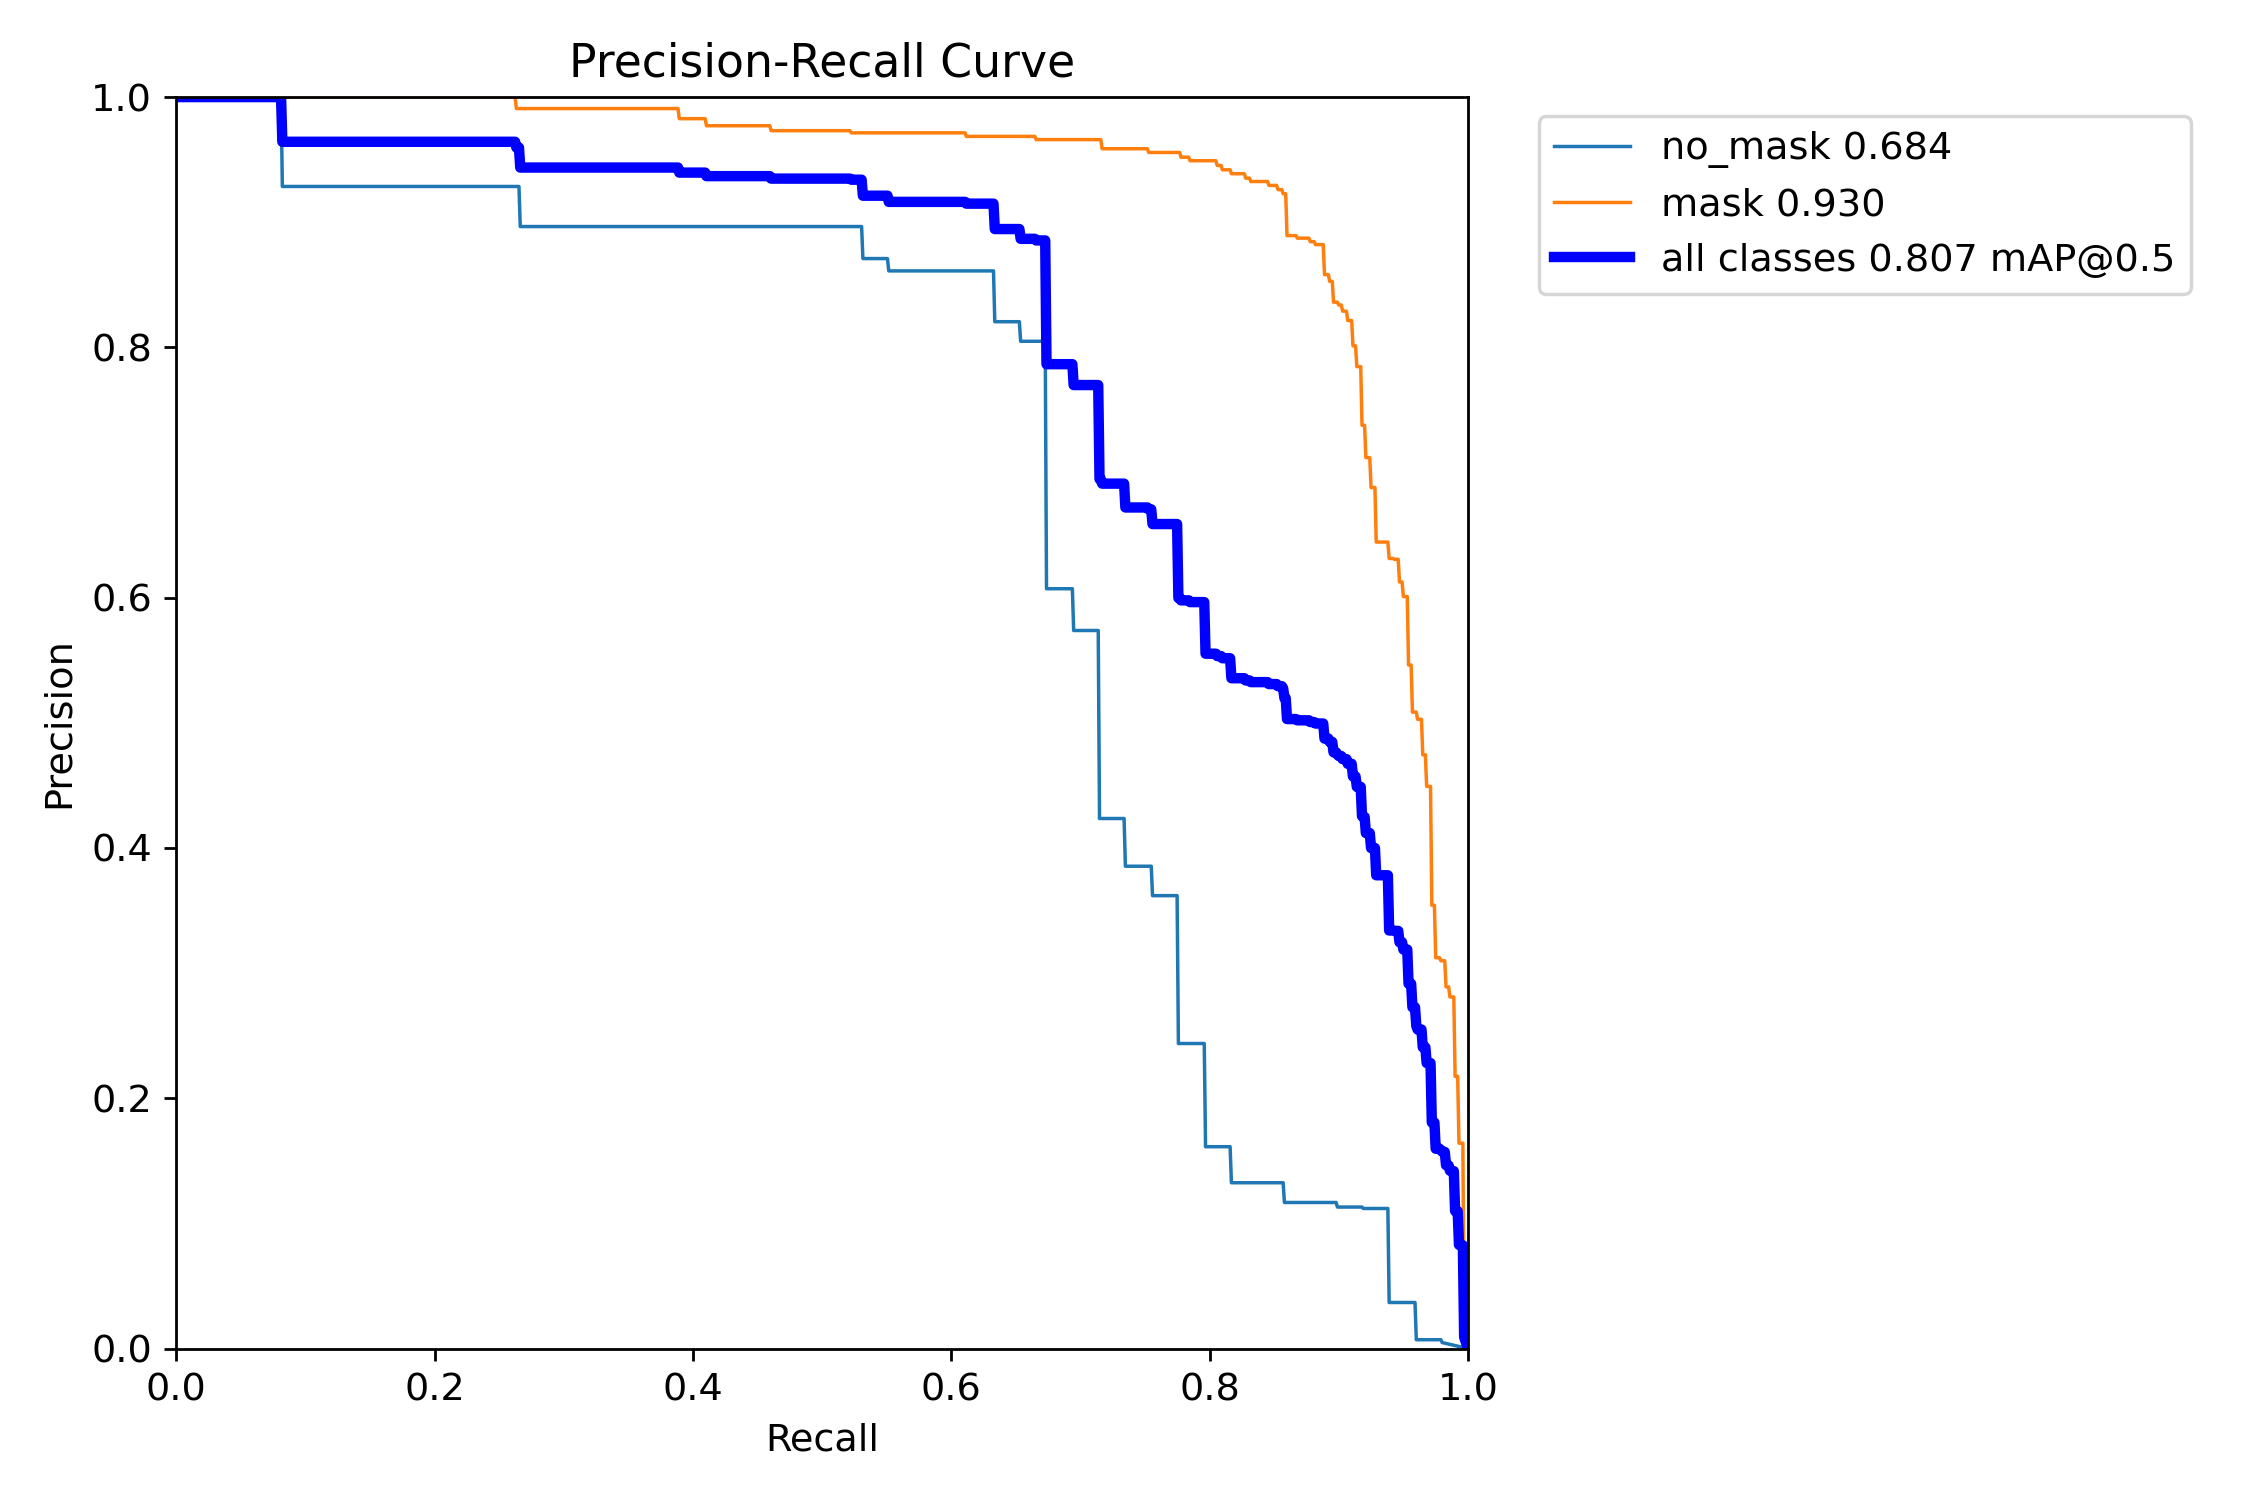 Precision-Recall Curve
no_mask 0.684
mask 0.930
all classes 0.807 mAP@0.5
Precision
1.0
0.8
0.6
0.4
0.2
0.0
0.0 0.2 0.4 0.6 0.8 1.0
Recall